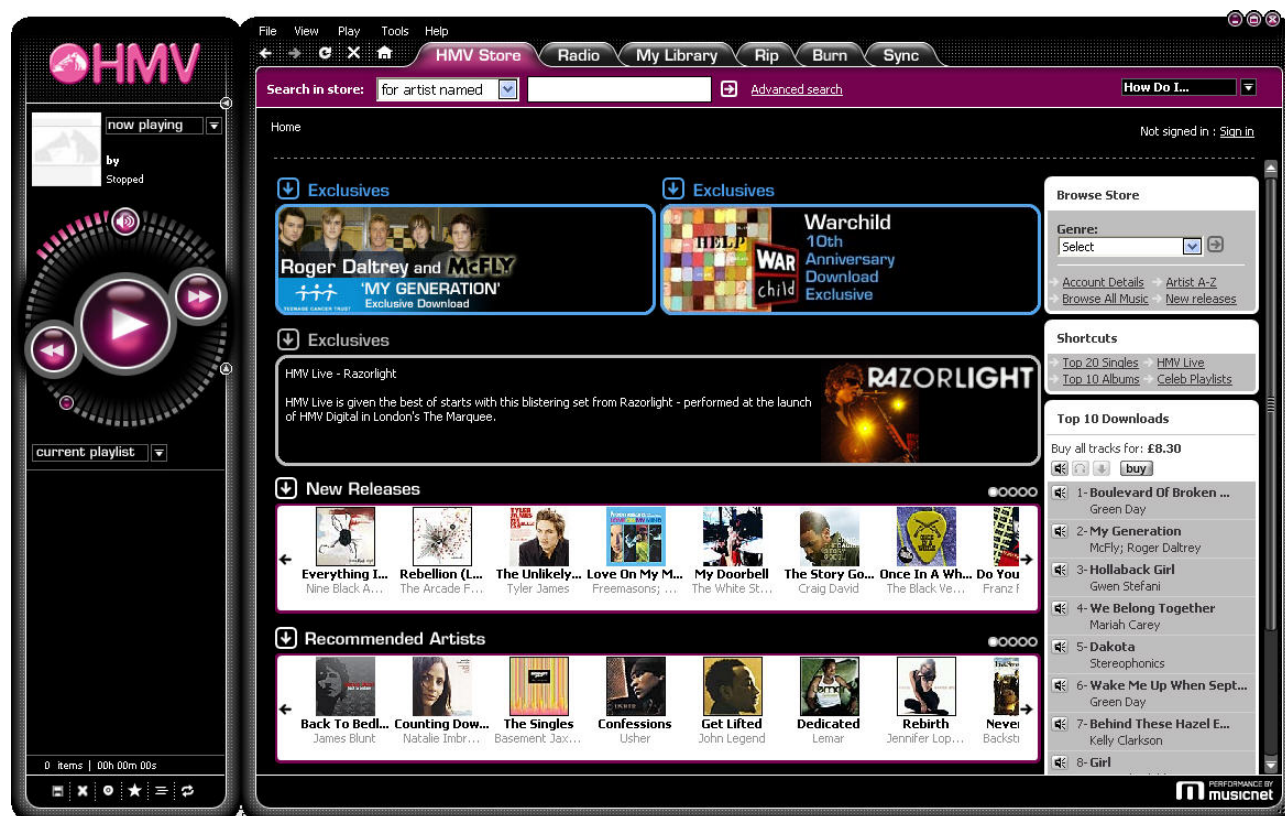 HMV
now playing
by
Stopped
current playlist
0 items | 00h 00m 00s
File View Play Tools Help
HMV Store Radio My Library Rip Burn Sync
Search in store: for artist named Advanced search How Do I...
Home
Not signed in : Sign in
Exclusives
Roger Daltrey and McFLY
'MY GENERATION'
Exclusive Download
TEENAGE CANCER TRUST
Exclusives
HELP
WAR
child
Warchild
10th
Anniversary
Download
Exclusive
Exclusives
HMV Live - Razorlight
HMV Live is given the best of starts with this blistering set from Razorlight - performed at the launch
of HMV Digital in London's The Marquee.
RAZORLIGHT
New Releases
Everything I... Rebellion (L... The Unlikely... Love On My M... My Doorbell The Story Go... Once In A Wh... Do You
Nine Black A... The Arcade F... Tyler James Freemasons; ... The White St... Craig David The Black Ve... Franz F
Recommended Artists
Back To Bedl... Counting Dow... The Singles Confessions Get Lifted Dedicated Rebirth Never
James Blunt Natalie Imbr... Basement Jax... Usher John Legend Lemar Jennifer Lop... Backstr
Browse Store
Genre:
Select
Account Details Artist A-Z
Browse All Music New releases
Shortcuts
Top 20 Singles HMV Live
Top 10 Albums Celeb Playlists
Top 10 Downloads
Buy all tracks for: £8.30
buy
1- Boulevard Of Broken ...
Green Day
2- My Generation
McFly; Roger Daltrey
3- Hollaback Girl
Gwen Stefani
4- We Belong Together
Mariah Carey
5- Dakota
Stereophonics
6- Wake Me Up When Sept...
Green Day
7- Behind These Hazel E...
Kelly Clarkson
8- Girl
PERFORMANCE BY
musicnet